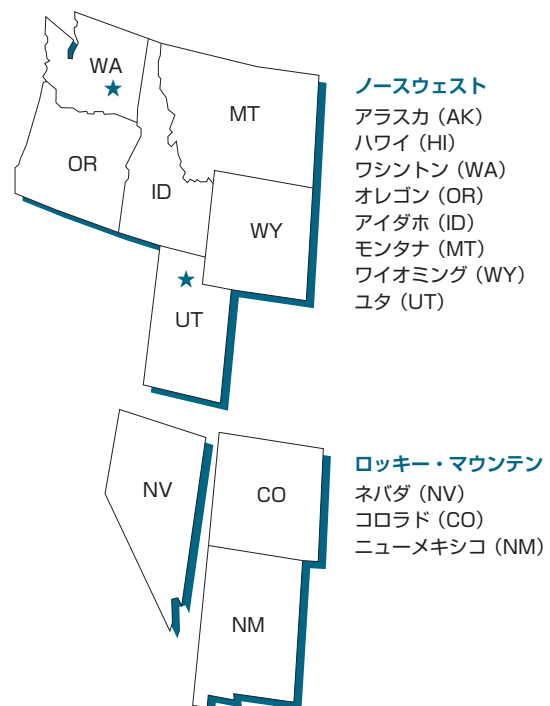 WA
MT
OR
ID
WY
UT
ノースウェスト
アラスカ（AK）
ハワイ（HI）
ワシントン（WA）
オレゴン（OR）
アイダホ（ID）
モンタナ（MT）
ワイオミング（WY）
ユタ（UT）
NV
CO
NM
ロッキー・マウンテン
ネバダ（NV）
コロラド（CO）
ニューメキシコ（NM）